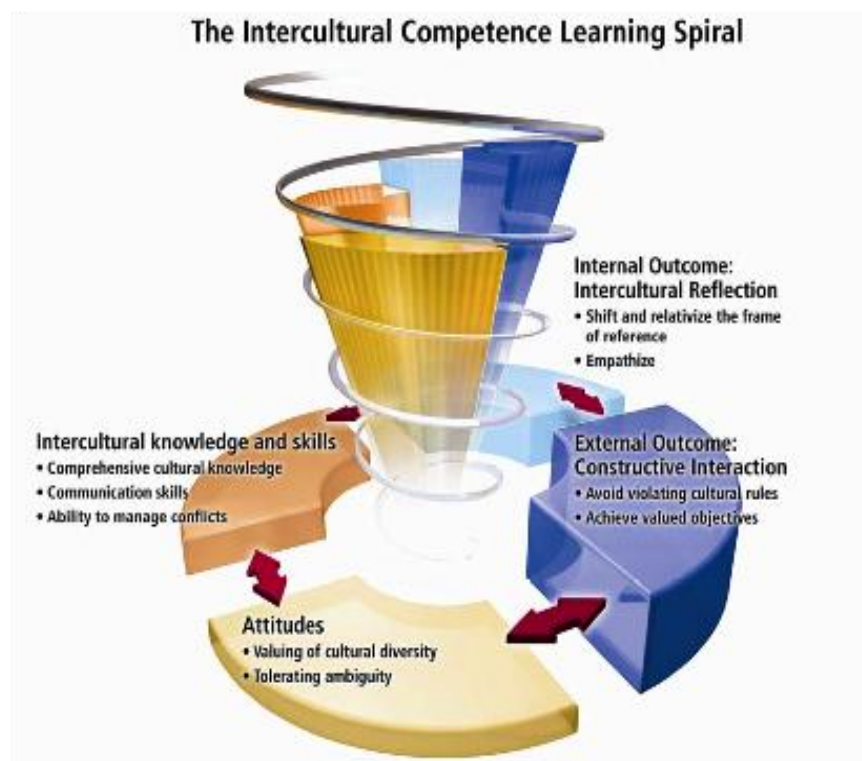 The Intercultural Competence Learning Spiral
Internal Outcome:
Intercultural Reflection
• Shift and relativize the frame
of reference
• Empathize
Intercultural knowledge and skills
• Comprehensive cultural knowledge
• Communication skills
• Ability to manage conflicts
External Outcome:
Constructive Interaction
• Avoid violating cultural rules
• Achieve valued objectives
Attitudes
• Valuing of cultural diversity
• Tolerating ambiguity